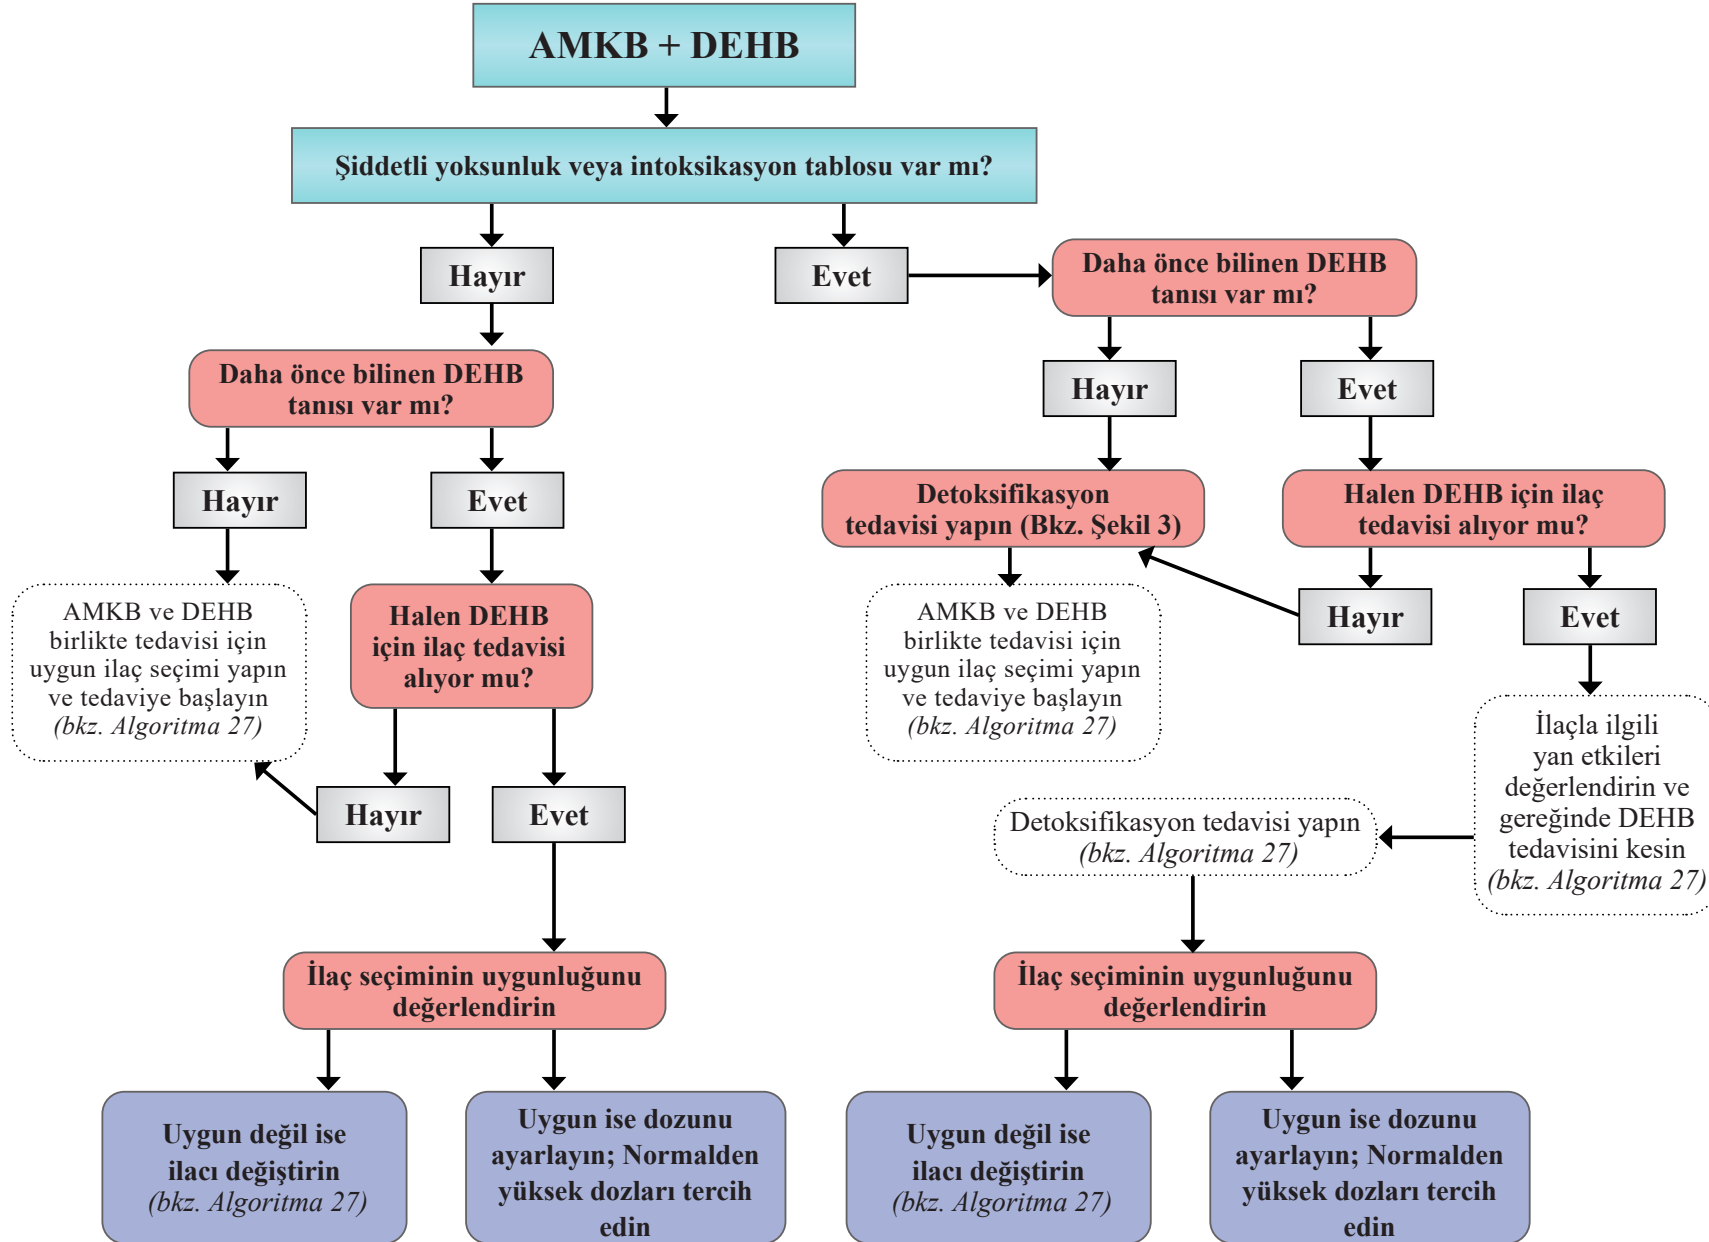 AMKB + DEHB
Şiddetli yoksunluk veya intoksikasyon tablosu var mı?
Hayır
Evet
Daha önce bilinen DEHB
tanısı var mı?
Daha önce bilinen DEHB
tanısı var mı?
Hayır
Evet
Hayır
Evet
Detoksifikasyon
tedavisi yapın (Bkz. Şekil 3)
Halen DEHB için ilaç
tedavisi alıyor mu?
AMKB ve DEHB
birlikte tedavisi için
uygun ilaç seçimi yapın
ve tedaviye başlayın
(bkz. Algoritma 27)
Halen DEHB
için ilaç tedavisi
alıyor mu?
AMKB ve DEHB
birlikte tedavisi için
uygun ilaç seçimi yapın
ve tedaviye başlayın
(bkz. Algoritma 27)
Hayır
Evet
Hayır
Evet
İlaçla ilgili
yan etkileri
değerlendirin ve
gereğinde DEHB
tedavisini kesin
(bkz. Algoritma 27)
Detoksifikasyon tedavisi yapın
(bkz. Algoritma 27)
İlaç seçiminin uygunluğunu
değerlendirin
İlaç seçiminin uygunluğunu
değerlendirin
Uygun değil ise
ilacı değiştirin
(bkz. Algoritma 27)
Uygun ise dozunu
ayarlayın; Normalden
yüksek dozları tercih
edin
Uygun değil ise
ilacı değiştirin
(bkz. Algoritma 27)
Uygun ise dozunu
ayarlayın; Normalden
yüksek dozları tercih
edin